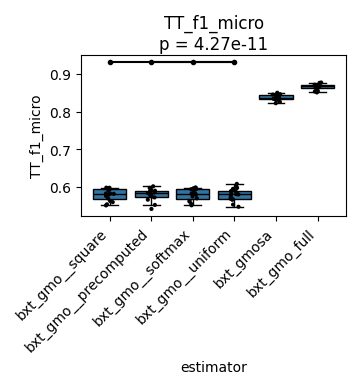 TT_f1_micro
p = 4.27e-11
TT_f1_micro
0.9
0.8
0.7
0.6
bxt_gmo__square
bxt_gmo__precomputed
bxt_gmo__softmax
bxt_gmo__uniform
bxt_gmosa
bxt_gmo_full
estimator